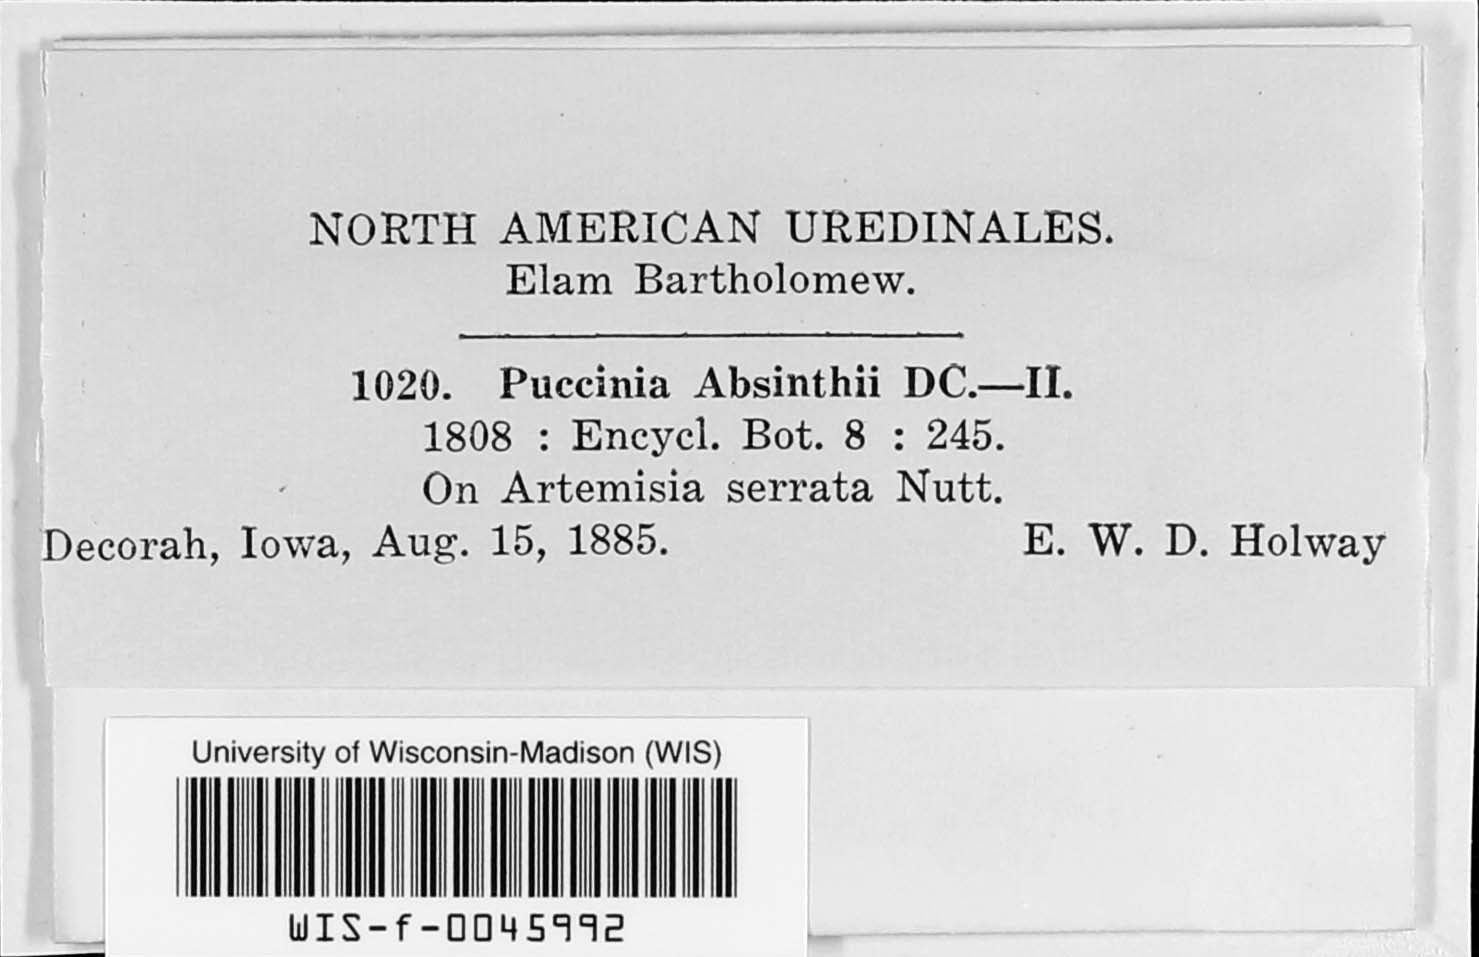 NORTH AMERICAN UREDINALES.
Elam Bartholomew.
1020. Puccinia Absinthii DC.—II.
1808 : Encycl. Bot. 8 : 245.
On Artemisia serrata Nutt.
Decorah, Iowa, Aug. 15, 1885. E. W. D. Holway
University of Wisconsin-Madison (WIS)
WIS-f-0045992